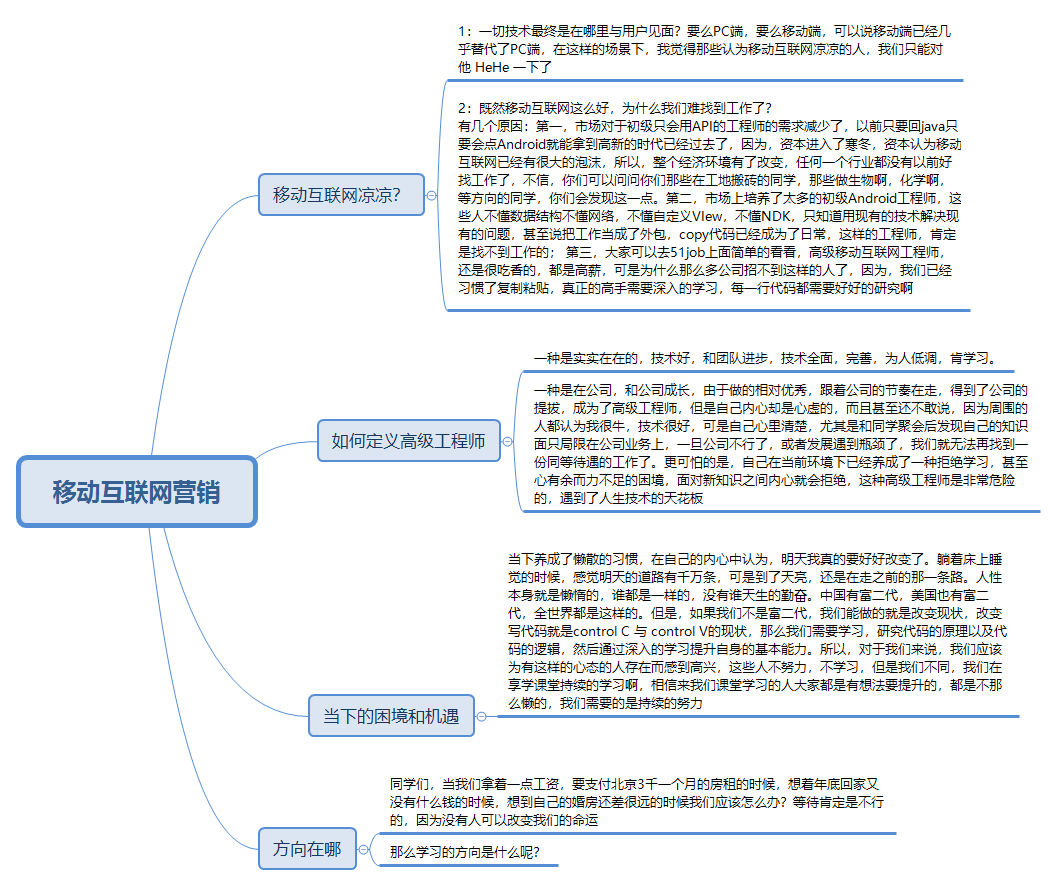 1：一切技术最终是在哪里与用户见面？要么PC端，要么移动端，可以说移动端已经几
乎替代了PC端，在这样的场景下，我觉得那些认为移动互联网凉凉的人，我们只能对
他 HeHe 一下了
2：既然移动互联网这么好，为什么我们难找到工作了？
有几个原因：第一，市场对于初级只会用API的工程师的需求减少了，以前只要回java只
要会点Android就能拿到高新的时代已经过去了，因为，资本进入了寒冬，资本认为移动
互联网已经有很大的泡沫，所以，整个经济环境有了改变，任何一个行业都没有以前好
找工作了，不信，你们可以问问你们那些在工地搬砖的同学，那些做生物啊，化学啊，
等方向的同学，你们会发现这一点。第二，市场上培养了太多的初级Android工程师，这
些人不懂数据结构不懂网络，不懂自定义VIew，不懂NDK，只知道用现有的技术解决现
有的问题，甚至说把工作当成了外包，copy代码已经成为了日常，这样的工程师，肯定
是找不到工作的； 第三，大家可以去51job上面简单的看看，高级移动互联网工程师，
还是很吃香的，都是高薪，可是为什么那么多公司招不到这样的人了，因为，我们已经
习惯了复制粘贴，真正的高手需要深入的学习，每一行代码都需要好好的研究啊
移动互联网凉凉？
一种是实实在在的，技术好，和团队进步，技术全面，完善，为人低调，肯学习。
一种是在公司，和公司成长，由于做的相对优秀，跟着公司的节奏在走，得到了公司的
提拔，成为了高级工程师，但是自己内心却是心虚的，而且甚至还不敢说，因为周围的
人都认为我很牛，技术很好，可是自己心里清楚，尤其是和同学聚会后发现自己的知识
面只局限在公司业务上，一旦公司不行了，或者发展遇到瓶颈了，我们就无法再找到一
份同等待遇的工作了。更可怕的是，自己在当前环境下已经养成了一种拒绝学习，甚至
心有余而力不足的困境，面对新知识之间内心就会拒绝，这种高级工程师是非常危险
的，遇到了人生技术的天花板
如何定义高级工程师
移动互联网营销
当下养成了懒散的习惯，在自己的内心中认为，明天我真的要好好改变了。躺着床上睡
觉的时候，感觉明天的道路有千万条，可是到了天亮，还是在走之前的那一条路。人性
本身就是懒惰的，谁都是一样的，没有谁天生的勤奋。中国有富二代，美国也有富二
代，全世界都是这样的。但是，如果我们不是富二代，我们能做的就是改变现状，改变
写代码就是control C 与 control V的现状，那么我们需要学习，研究代码的原理以及代
码的逻辑，然后通过深入的学习提升自身的基本能力。所以，对于我们来说，我们应该
为有这样的心态的人存在而感到高兴，这些人不努力，不学习，但是我们不同，我们在
享学课堂持续的学习啊，相信来我们课堂学习的人大家都是有想法要提升的，都是不那
么懒的，我们需要的是持续的努力
当下的困境和机遇
同学们，当我们拿着一点工资，要支付北京3千一个月的房租的时候，想着年底回家又
没有什么钱的时候，想到自己的婚房还差很远的时候我们应该怎么办？等待肯定是不行
的，因为没有人可以改变我们的命运
方向在哪
那么学习的方向是什么呢?